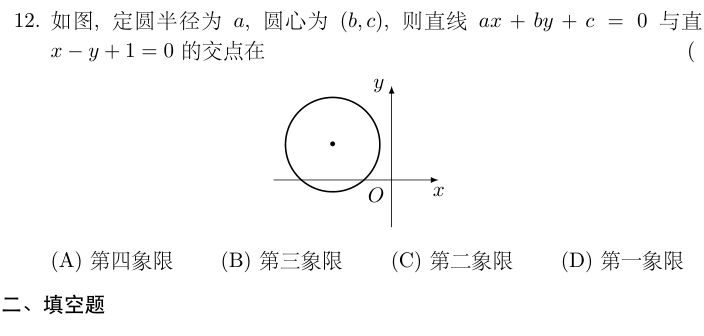 12. 如图, 定圆半径为 a, 圆心为 (b, c), 则直线 ax + by + c = 0 与直
x − y + 1 = 0 的交点在 (
y
O
x
(A) 第四象限 (B) 第三象限 (C) 第二象限 (D) 第一象限
二、填空题